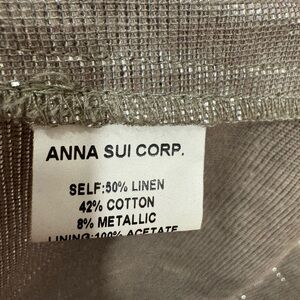 ANNA SUI CORP.
SELF:50% LINEN
42% COTTON
8% METALLIC
LINING:100% ACETATE